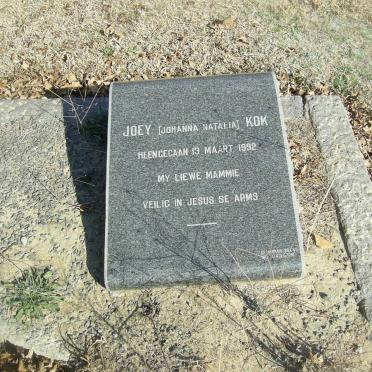 JOEY [JOHANNA NATALIA] KOK
HEENGEGAAN 13 MAART 1992
MY LIEWE MAMMIE
VEILIG IN JESUS SE ARMS